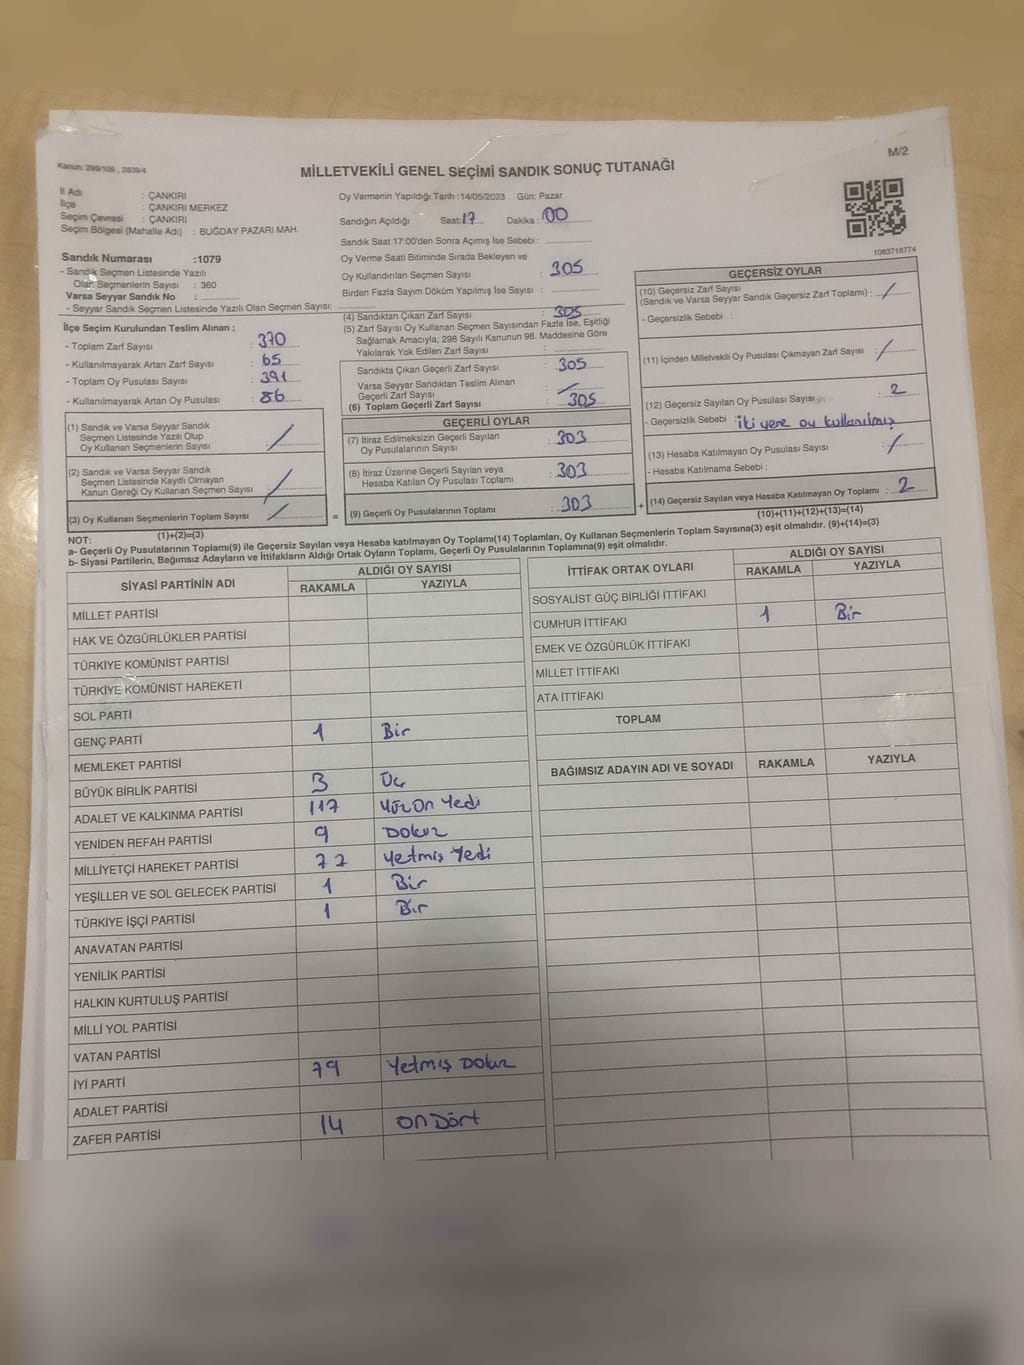 Kanun: 298/105 , 2839/4
M/2
MİLLETVEKİLİ GENEL SEÇİMİ SANDIK SONUÇ TUTANAĞI
İl Adı : ÇANKIRI
İlçe : ÇANKIRI MERKEZ
Seçim Çevresi : ÇANKIRI
Seçim Bölgesi (Mahalle Adı) : BUĞDAY PAZARI MAH.
Sandık Numarası :1079
- Sandık Seçmen Listesinde Yazılı
Olan Seçmenlerin Sayısı : 360
Varsa Seyyar Sandık No :
- Seyyar Sandık Seçmen Listesinde Yazılı Olan Seçmen Sayısı:
Oy Vermenin Yapıldığı Tarih :14/05/2023 Gün: Pazar
Sandığın Açıldığı Saat: 17 Dakika : 00
Sandık Saat 17:00'den Sonra Açımış İse Sebebi :
Oy Verme Saati Bitiminde Sırada Bekleyen ve
Oy Kullandırılan Seçmen Sayısı : 305
Birden Fazla Sayım Döküm Yapılmış İse Sayısı :
1083718774
İlçe Seçim Kurulundan Teslim Alınan ;
- Toplam Zarf Sayısı : 370
- Kullanılmayarak Artan Zarf Sayısı : 65
- Toplam Oy Pusulası Sayısı : 391
- Kullanılmayarak Artan Oy Pusulası : 86
(1) Sandık ve Varsa Seyyar Sandık
Seçmen Listesinde Yazılı Olup
Oy Kullanan Seçmenlerin Sayısı : /
(2) Sandık ve Varsa Seyyar Sandık
Seçmen Listesinde Kayıtlı Olmayan
Kanun Gereği Oy Kullanan Seçmen Sayısı : /
(3) Oy Kullanan Seçmenlerin Toplam Sayısı : /
(1)+(2)=(3)
(4) Sandıktan Çıkan Zarf Sayısı : 305
(5) Zarf Sayısı Oy Kullanan Seçmen Sayısından Fazla İse, Eşitliği
Sağlamak Amacıyla; 298 Sayılı Kanunun 98. Maddesine Göre
Yakılarak Yok Edilen Zarf Sayısı :
Sandıkta Çıkan Geçerli Zarf Sayısı : 305
Varsa Seyyar Sandıktan Teslim Alınan
Geçerli Zarf Sayısı : /
(6) Toplam Geçerli Zarf Sayısı : 305
GEÇERLİ OYLAR
(7) İtiraz Edilmeksizin Geçerli Sayılan
Oy Pusulalarının Sayısı : 303
(8) İtiraz Üzerine Geçerli Sayılan veya
Hesaba Katılan Oy Pusulası Toplamı : 303
= (9) Geçerli Oy Pusulalarının Toplamı : 303
GEÇERSİZ OYLAR
(10) Geçersiz Zarf Sayısı
(Sandık ve Varsa Seyyar Sandık Geçersiz Zarf Toplamı) : /
- Geçersizlik Sebebi :
(11) İçinden Milletvekili Oy Pusulası Çıkmayan Zarf Sayısı : /
(12) Geçersiz Sayılan Oy Pusulası Sayısı : 2
- Geçersizlik Sebebi : iki yere oy kullanılmış
(13) Hesaba Katılmayan Oy Pusulası Sayısı : /
- Hesaba Katılmama Sebebi :
+ (14) Geçersiz Sayılan veya Hesaba Katılmayan Oy Toplamı : 2
(10)+(11)+(12)+(13)=(14)
NOT:
a- Geçerli Oy Pusulalarının Toplamı(9) ile Geçersiz Sayılan veya Hesaba katılmayan Oy Toplamı(14) Toplamları, Oy Kullanan Seçmenlerin Toplam Sayısına(3) eşit olmalıdır. (9)+(14)=(3)
b- Siyasi Partilerin, Bağımsız Adayların ve İttifakların Aldığı Ortak Oyların Toplamı, Geçerli Oy Pusulalarının Toplamına(9) eşit olmalıdır.
SİYASİ PARTİNİN ADI ALDIĞI OY SAYISI
RAKAMLA YAZIYLA
MİLLET PARTİSİ
HAK VE ÖZGÜRLÜKLER PARTİSİ
TÜRKİYE KOMÜNİST PARTİSİ
TÜRKİYE KOMÜNİST HAREKETİ
SOL PARTİ
GENÇ PARTİ 1 Bir
MEMLEKET PARTİSİ
BÜYÜK BİRLİK PARTİSİ 3 Üç
ADALET VE KALKINMA PARTİSİ 117 Yüz On Yedi
YENİDEN REFAH PARTİSİ 9 Dokuz
MİLLİYETÇİ HAREKET PARTİSİ 77 Yetmiş Yedi
YEŞİLLER VE SOL GELECEK PARTİSİ 1 Bir
TÜRKİYE İŞÇİ PARTİSİ 1 Bir
ANAVATAN PARTİSİ
YENİLİK PARTİSİ
HALKIN KURTULUŞ PARTİSİ
MİLLİ YOL PARTİSİ
VATAN PARTİSİ
İYİ PARTİ 79 Yetmiş Dokuz
ADALET PARTİSİ
ZAFER PARTİSİ 14 On Dört
İTTİFAK ORTAK OYLARI ALDIĞI OY SAYISI
RAKAMLA YAZIYLA
SOSYALİST GÜÇ BİRLİĞİ İTTİFAKI
CUMHUR İTTİFAKI 1 Bir
EMEK VE ÖZGÜRLÜK İTTİFAKI
MİLLET İTTİFAKI
ATA İTTİFAKI
TOPLAM
BAĞIMSIZ ADAYIN ADI VE SOYADI RAKAMLA YAZIYLA